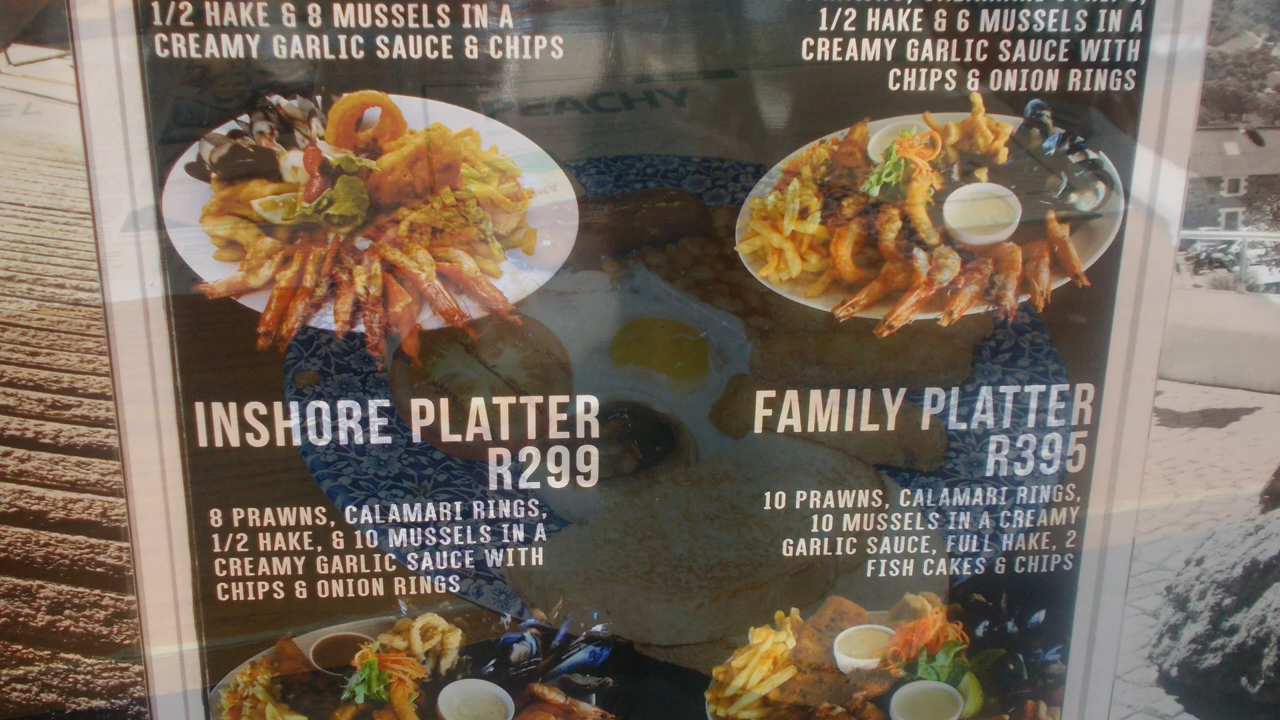 1/2 HAKE & 8 MUSSELS IN A
CREAMY GARLIC SAUCE & CHIPS
1/2 HAKE & 6 MUSSELS IN A
CREAMY GARLIC SAUCE WITH
CHIPS & ONION RINGS
PEACHY
INSHORE PLATTER
R299
8 PRAWNS, CALAMARI RINGS,
1/2 HAKE, & 10 MUSSELS IN A
CREAMY GARLIC SAUCE WITH
CHIPS & ONION RINGS
FAMILY PLATTER
R395
10 PRAWNS, CALAMARI RINGS,
10 MUSSELS IN A CREAMY
GARLIC SAUCE, FULL HAKE, 2
FISH CAKES & CHIPS